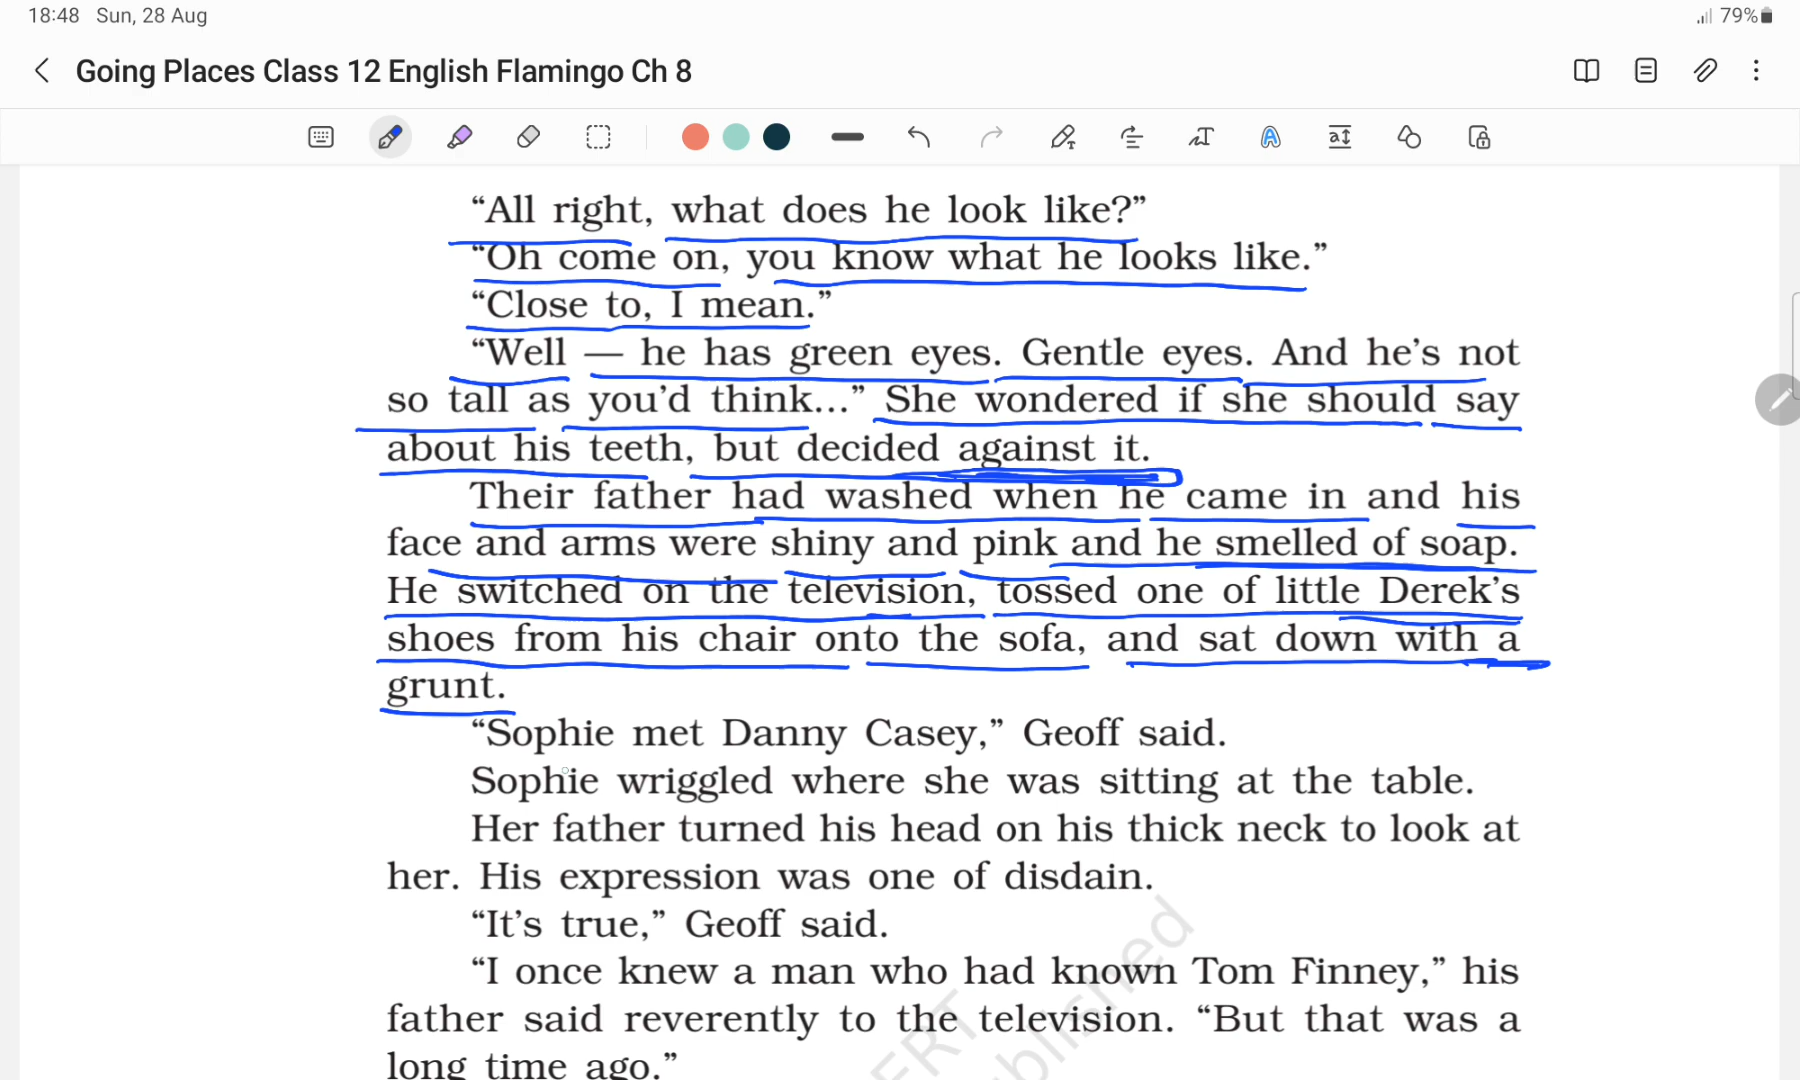 18:48 Sun, 28 Aug
79%
Going Places Class 12 English Flamingo Ch 8
“All right, what does he look like?”
“Oh come on, you know what he looks like.”
“Close to, I mean.”
“Well — he has green eyes. Gentle eyes. And he’s not
so tall as you’d think...” She wondered if she should say
about his teeth, but decided against it.
Their father had washed when he came in and his
face and arms were shiny and pink and he smelled of soap.
He switched on the television, tossed one of little Derek’s
shoes from his chair onto the sofa, and sat down with a
grunt.
“Sophie met Danny Casey,” Geoff said.
Sophie wriggled where she was sitting at the table.
Her father turned his head on his thick neck to look at
her. His expression was one of disdain.
“It’s true,” Geoff said.
“I once knew a man who had known Tom Finney,” his
father said reverently to the television. “But that was a
long time ago.”